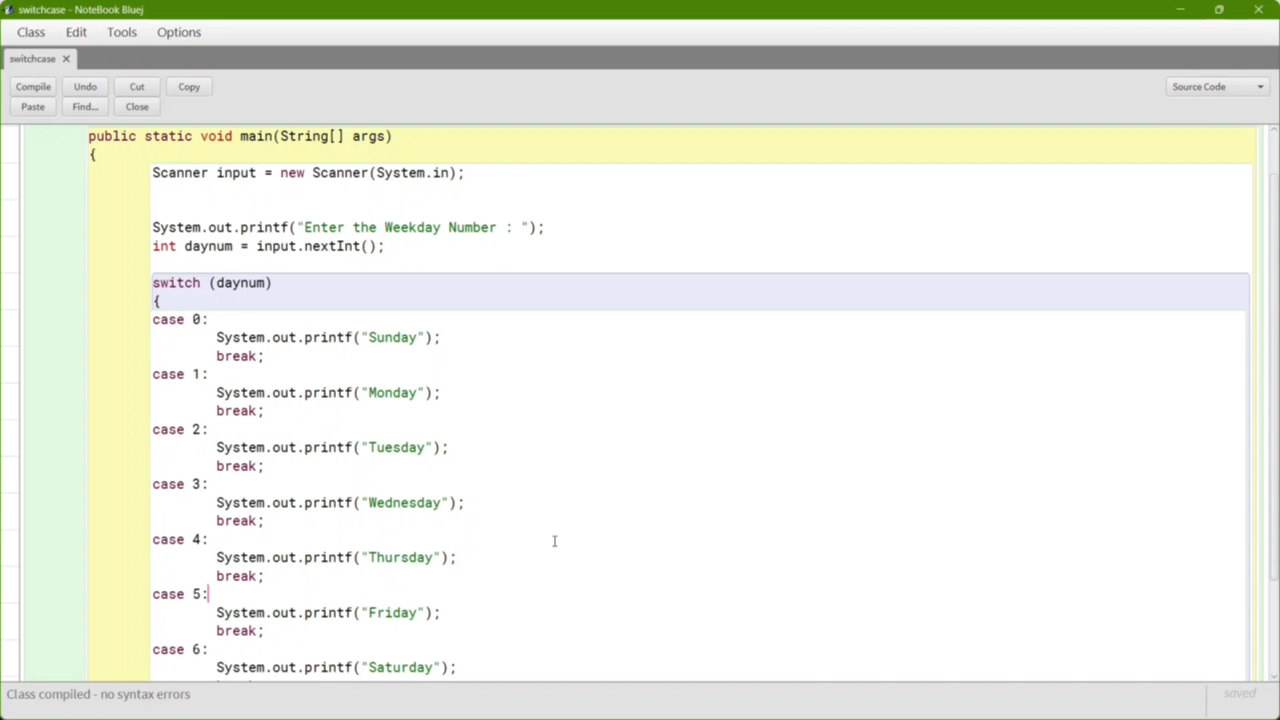 switchcase - NoteBook Bluej
Class Edit Tools Options
switchcase
Compile Undo Cut Copy Source Code
Paste Find... Close
public static void main(String[] args)
{
Scanner input = new Scanner(System.in);
System.out.printf("Enter the Weekday Number : ");
int daynum = input.nextInt();
switch (daynum)
{
case 0:
System.out.printf("Sunday");
break;
case 1:
System.out.printf("Monday");
break;
case 2:
System.out.printf("Tuesday");
break;
case 3:
System.out.printf("Wednesday");
break;
case 4:
System.out.printf("Thursday");
break;
case 5:
System.out.printf("Friday");
break;
case 6:
System.out.printf("Saturday");
Class compiled - no syntax errors
saved